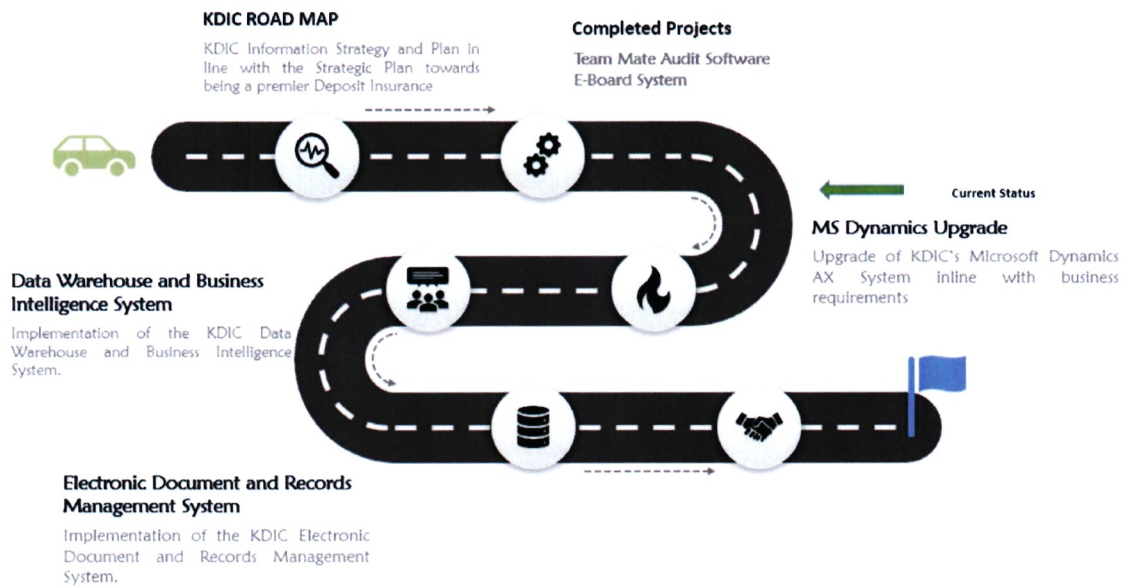 KDIC ROAD MAP
KDIC Information Strategy and Plan in
line with the Strategic Plan towards
being a premier Deposit Insurance
Completed Projects
Team Mate Audit Software
E-Board System
Current Status
MS Dynamics Upgrade
Upgrade of KDIC's Microsoft Dynamics
AX System inline with business
requirements
Data Warehouse and Business
Intelligence System
Implementation of the KDIC Data
Warehouse and Business Intelligence
System.
Electronic Document and Records
Management System
Implementation of the KDIC Electronic
Document and Records Management
System.